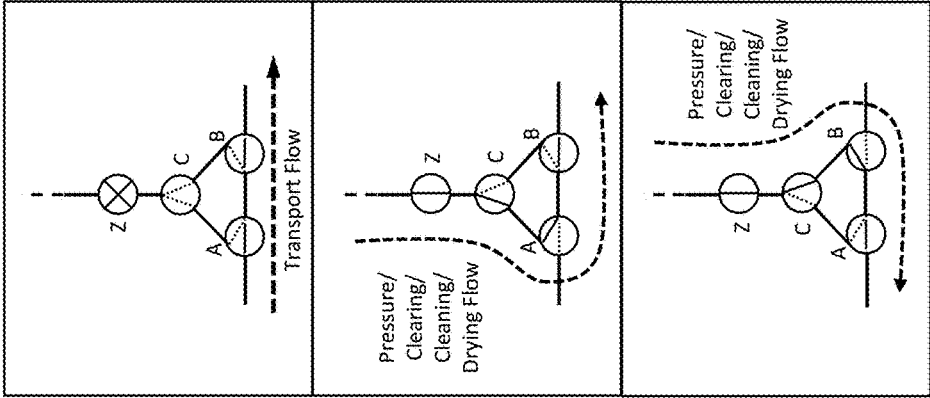 Z
C
A
B
Transport Flow
Pressure/
Clearing/
Cleaning/
Drying Flow
Z
C
A
B
Pressure/
Clearing/
Cleaning/
Drying Flow
Z
C
A
B